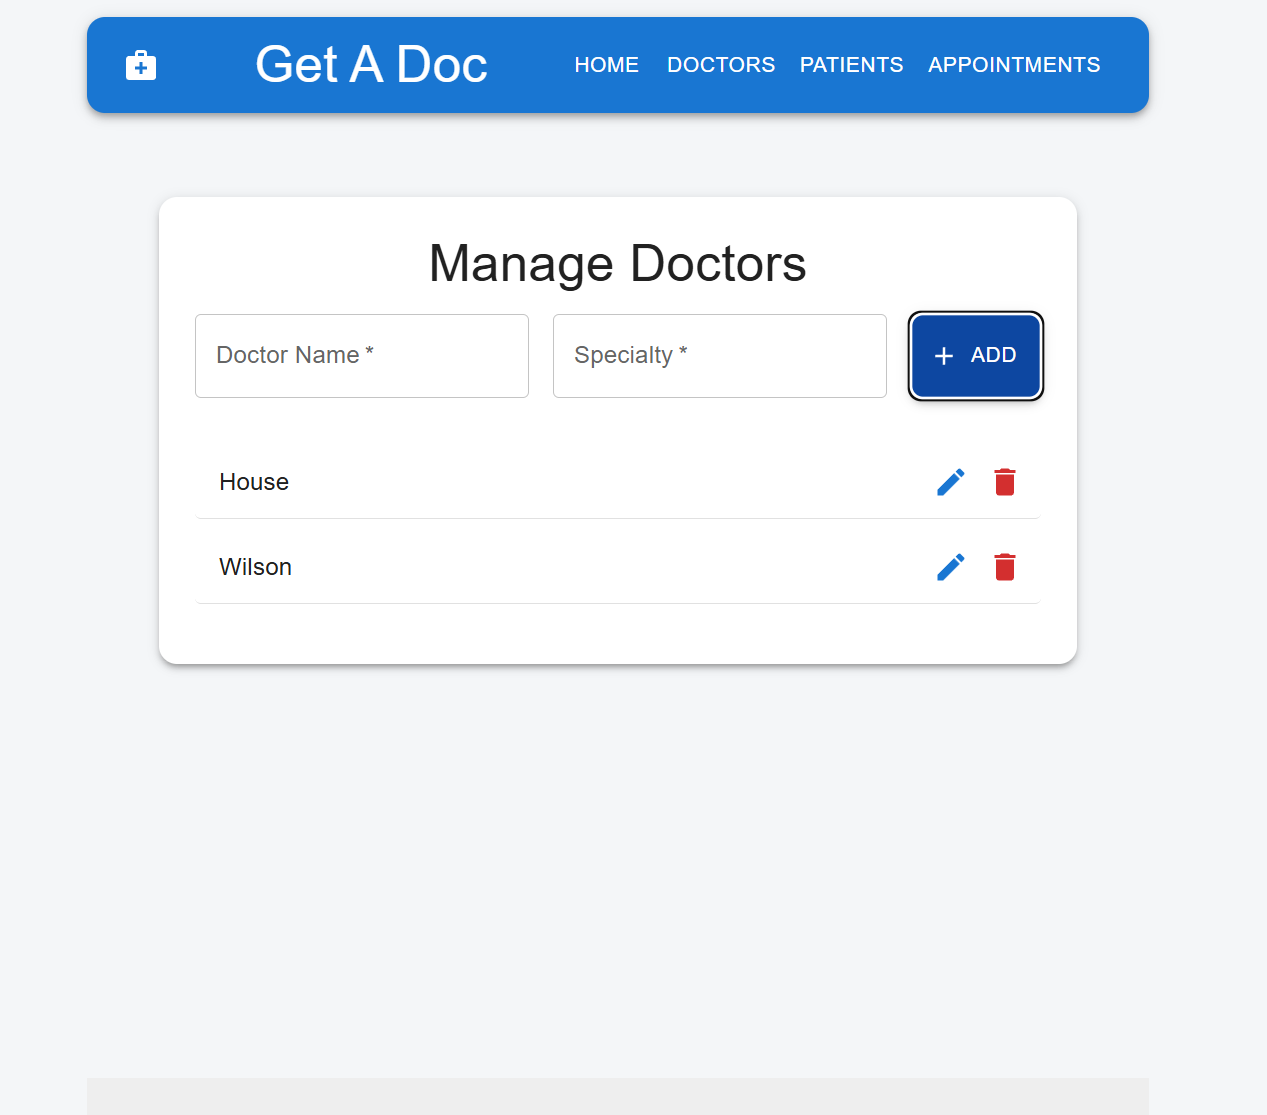 Get A Doc HOME DOCTORS PATIENTS APPOINTMENTS
Manage Doctors
Doctor Name * Specialty * + ADD
House
Wilson